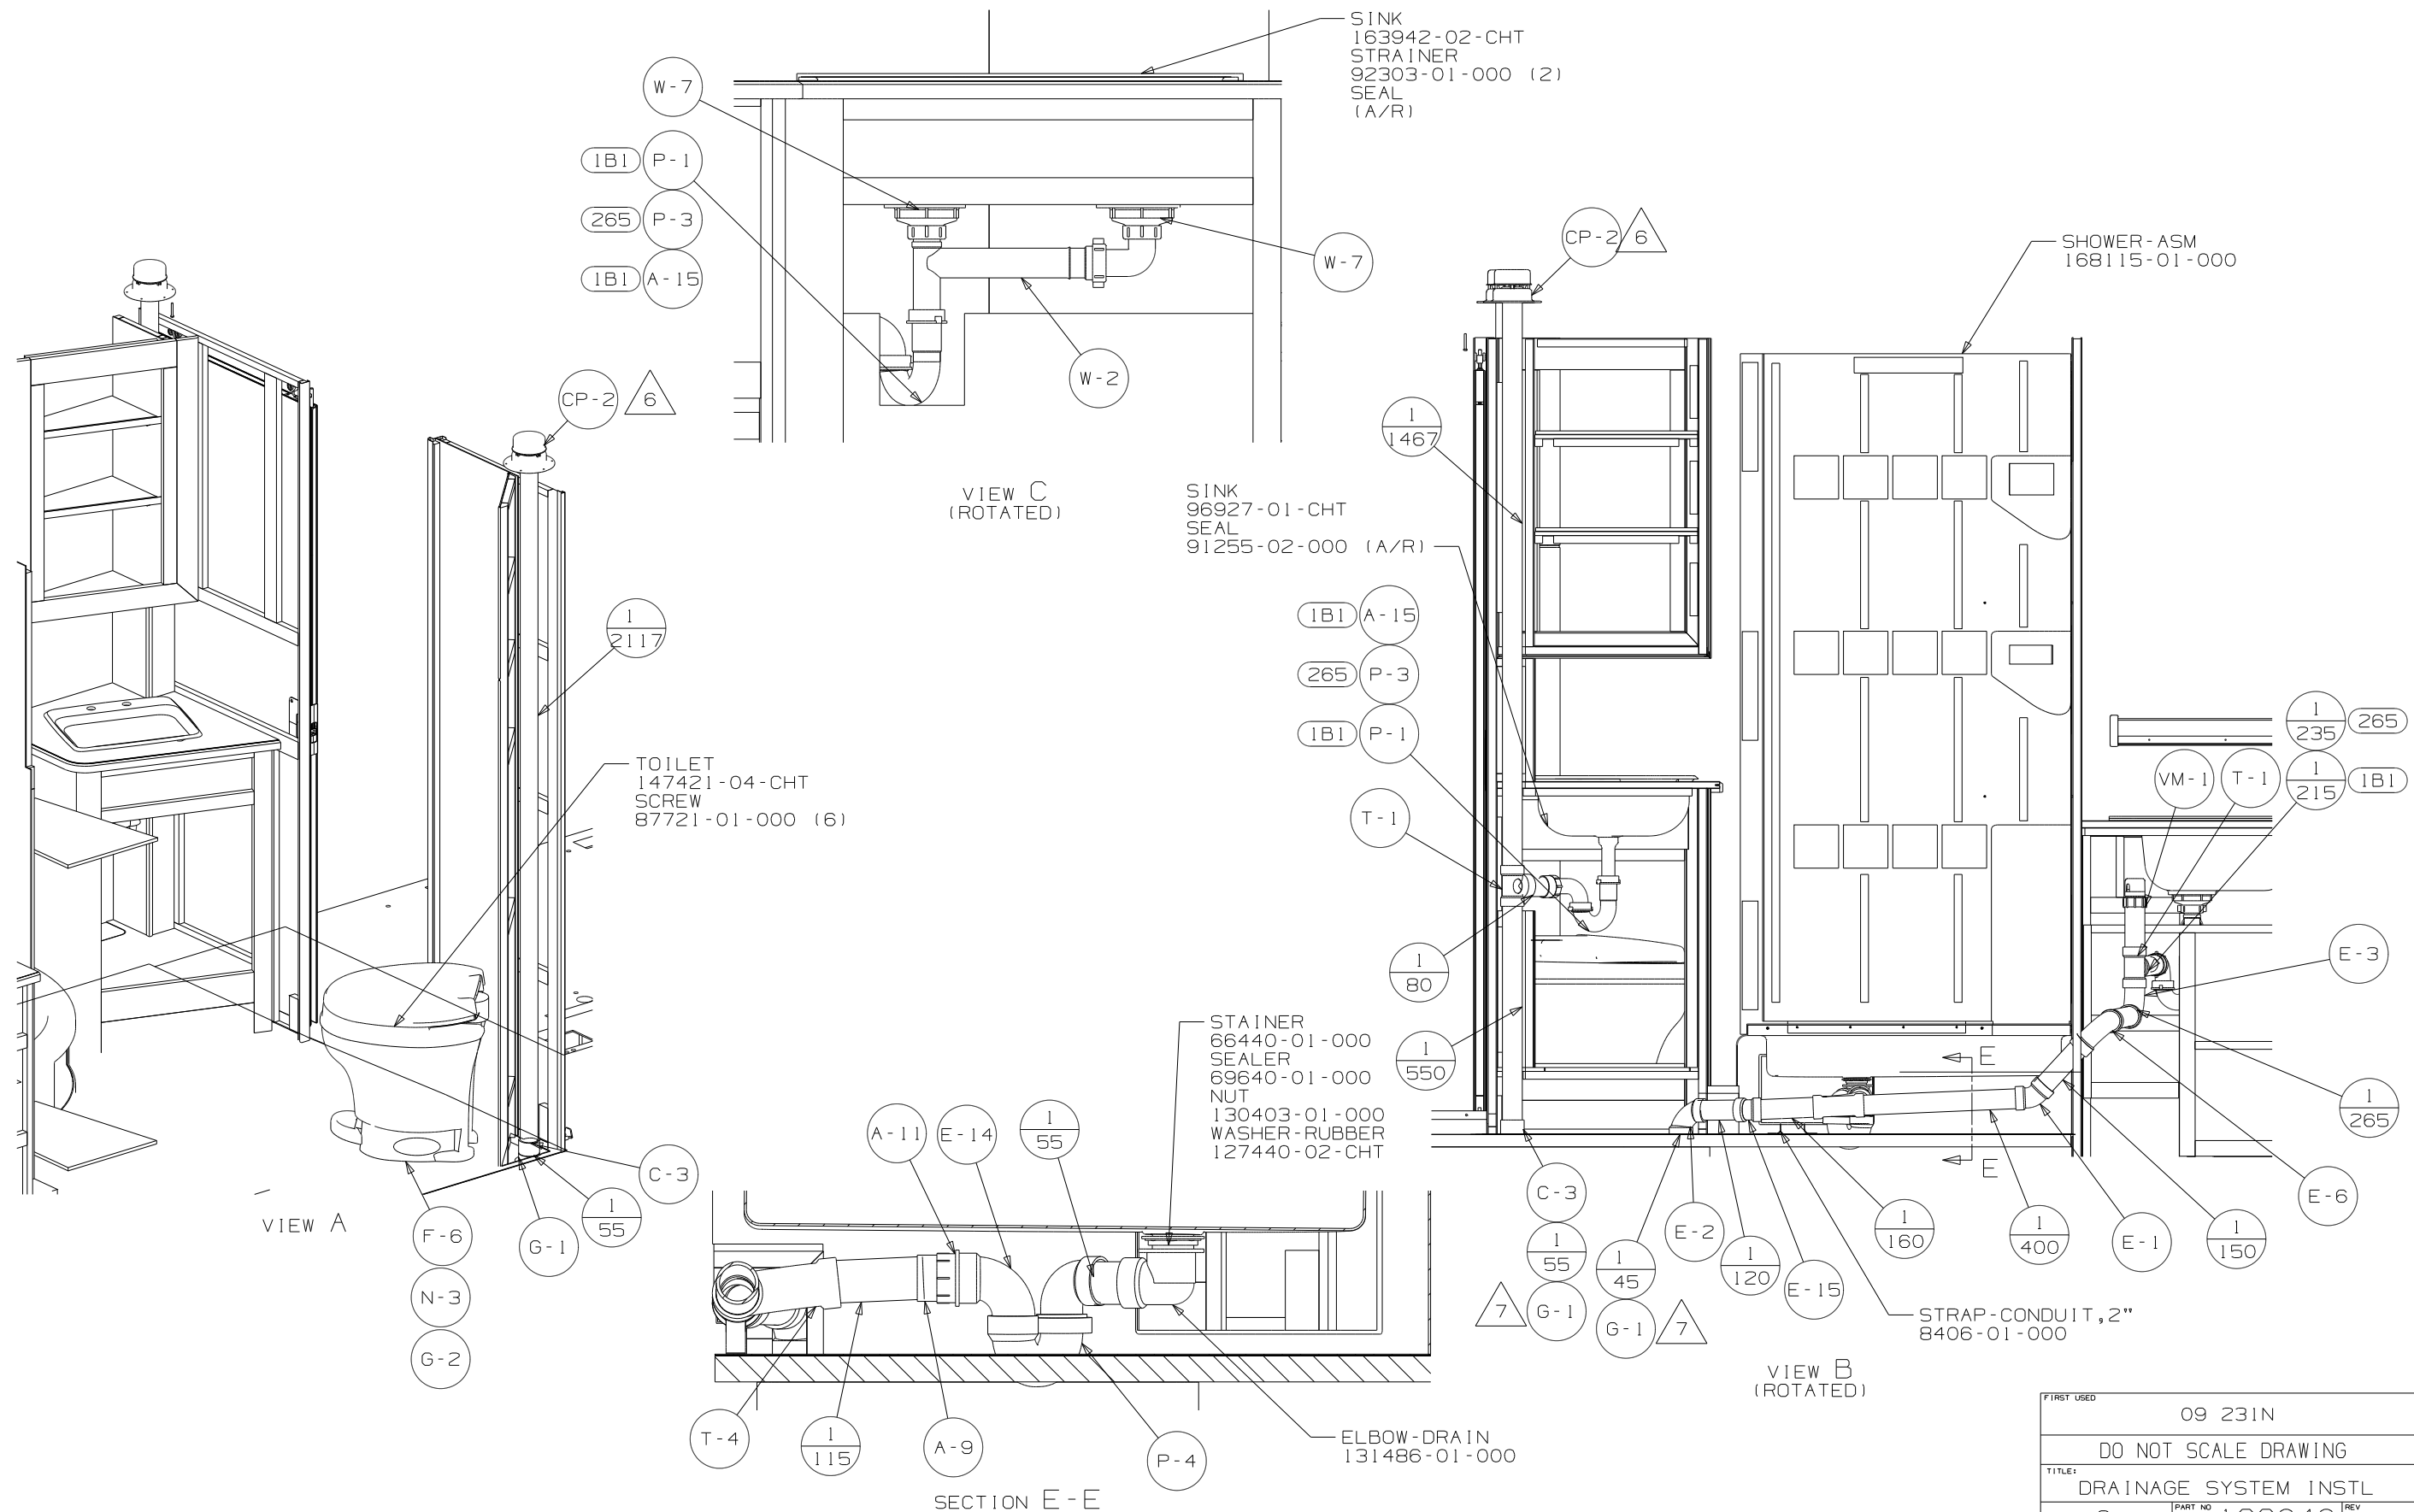 SINK
163942-02-CHT
STRAINER
92303-01-000 (2)
SEAL
(A/R)
W-7
1B1 P-1
265 P-3
1B1 A-15
W-7
W-2
VIEW C
(ROTATED)
CP-2 6
SHOWER-ASM
168115-01-000
CP-2 6
1
1467
SINK
96927-01-CHT
SEAL
91255-02-000 (A/R)
1B1 A-15
265 P-3
1B1 P-1
T-1
1
80
1
550
1
2117
TOILET
147421-04-CHT
SCREW
87721-01-000 (6)
1
235 265
VM-1 T-1
1
215 1B1
E-3
E
E
1
265
E-6
1
150
E-1
1
400
1
160
E-15
1
120
E-2
C-3
1
55
7 G-1
1
45
G-1 7
STRAP-CONDUIT,2"
8406-01-000
VIEW B
(ROTATED)
VIEW A
F-6
N-3
G-2
G-1
1
55
C-3
STAINER
66440-01-000
SEALER
69640-01-000
NUT
130403-01-000
WASHER-RUBBER
127440-02-CHT
A-11
E-14
1
55
T-4
1
115
A-9
P-4
ELBOW-DRAIN
131486-01-000
SECTION E-E
FIRST USED
09 231N
DO NOT SCALE DRAWING
TITLE:
DRAINAGE SYSTEM INSTL
PART NO
REV